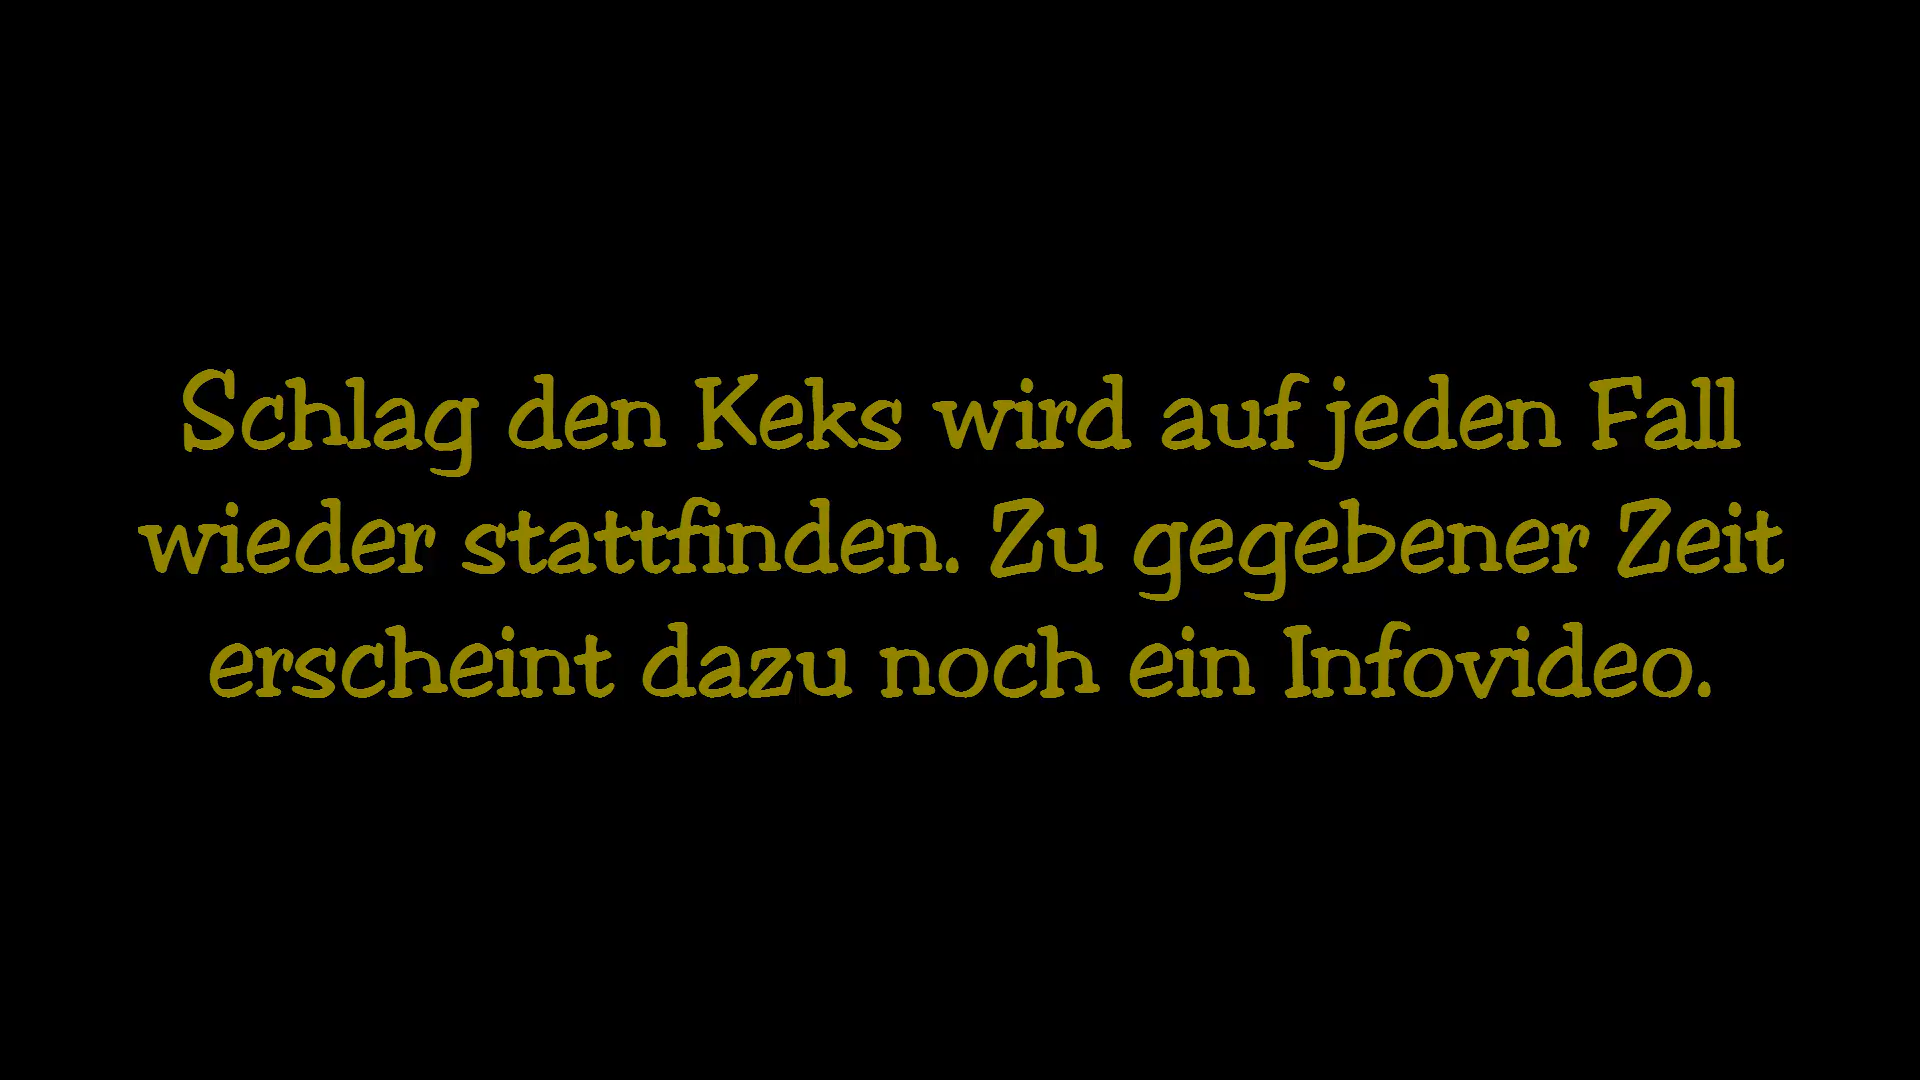 Schlag den Keks wird auf jeden Fall
wieder stattfinden. Zu gegebener Zeit
erscheint dazu noch ein Infovideo.